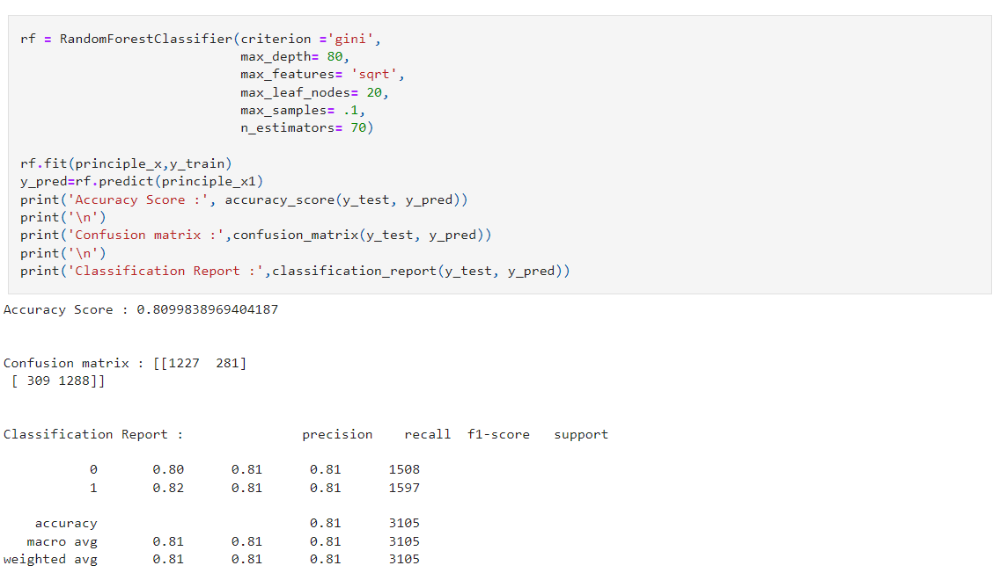 rf = RandomForestClassifier(criterion ='gini',
                            max_depth= 80,
                            max_features= 'sqrt',
                            max_leaf_nodes= 20,
                            max_samples= .1,
                            n_estimators= 70)

rf.fit(principle_x,y_train)
y_pred=rf.predict(principle_x1)
print('Accuracy Score :', accuracy_score(y_test, y_pred))
print('\n')
print('Confusion matrix :',confusion_matrix(y_test, y_pred))
print('\n')
print('Classification Report :',classification_report(y_test, y_pred))
Accuracy Score : 0.8099838969404187

Confusion matrix : [[1227  281]
 [ 309 1288]]

Classification Report :               precision    recall  f1-score   support

           0       0.80      0.81      0.81      1508
           1       0.82      0.81      0.81      1597

    accuracy                           0.81      3105
   macro avg       0.81      0.81      0.81      3105
weighted avg       0.81      0.81      0.81      3105